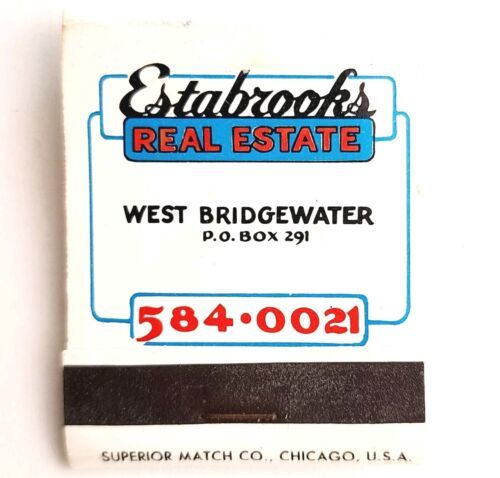 Estabrooks
REAL ESTATE
WEST BRIDGEWATER
P.O. BOX 291
584•0021
SUPERIOR MATCH CO., CHICAGO, U.S.A.